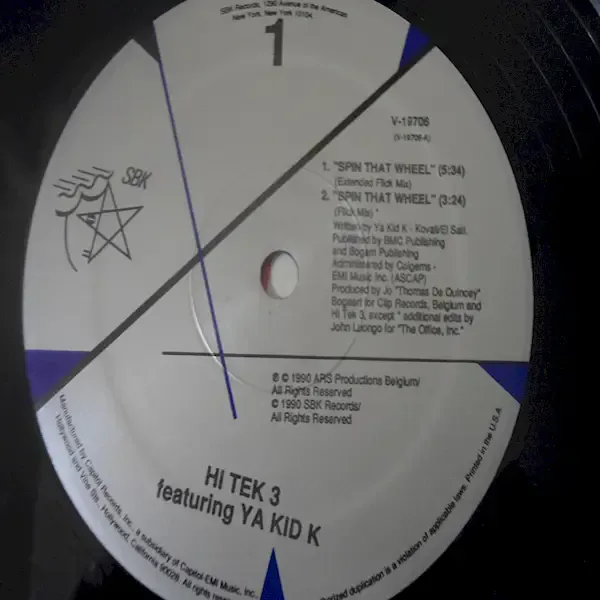 SBK Records, 1290 Avenue of the Americas
New York, New York 10104.
1
SBK
V-19706
(V-19706-A)
1. "SPIN THAT WHEEL" (5:34)
(Extended Flick Mix)
2. "SPIN THAT WHEEL" (3:24)
(Flick Mix) *
Written by Ya Kid K - Kovali/El Sati.
Published by BMC Publishing
and Bogam Publishing
Administered by Colgems -
EMI Music Inc. (ASCAP)
Produced by Jo "Thomas De Quincey"
Bogaert for Clip Records, Belgium and
Hi Tek 3, except * additional edits by
John Luongo for "The Office, Inc."
℗ © 1990 ARS Productions Belgium/
All Rights Reserved
© 1990 SBK Records/
All Rights Reserved
HI TEK 3
featuring YA KID K
Manufactured by Capitol Records, Inc., a subsidiary of Capitol-EMI Music, Inc.,
Hollywood and Vine Sts., Hollywood, California 90028. All rights
duplication is a violation of applicable laws. Printed in the U.S.A